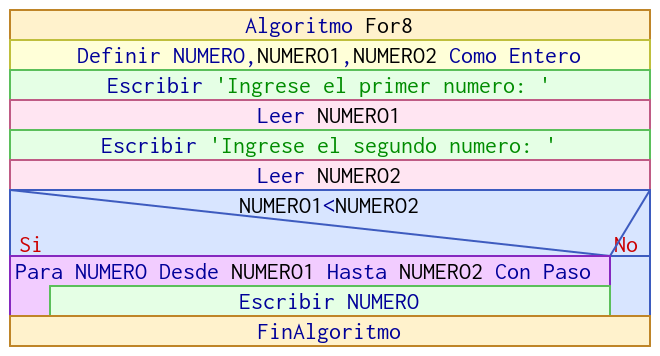 Algoritmo For8
Definir NUMERO,NUMERO1,NUMERO2 Como Entero
Escribir 'Ingrese el primer numero: '
Leer NUMERO1
Escribir 'Ingrese el segundo numero: '
Leer NUMERO2
NUMERO1<NUMERO2
Si No
Para NUMERO Desde NUMERO1 Hasta NUMERO2 Con Paso
Escribir NUMERO
FinAlgoritmo